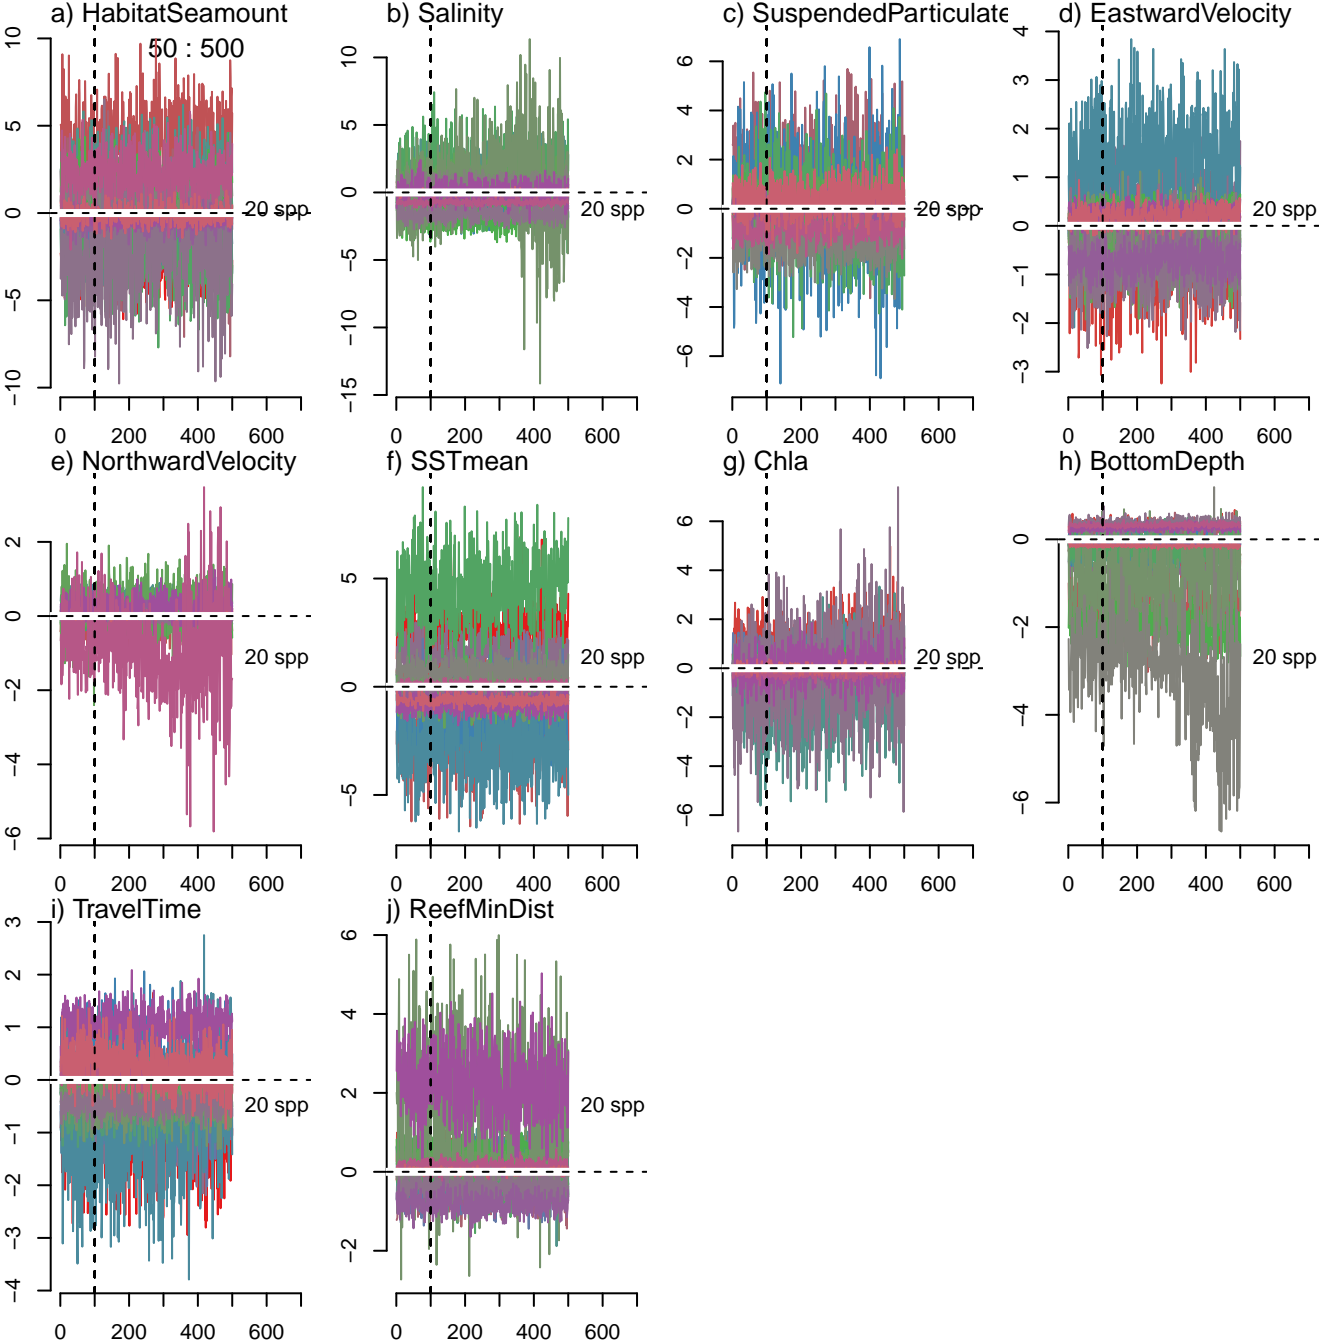 a) HabitatSeamount
50 : 500
10
5
0
−5
−10
20 spp
0 200 400 600
b) Salinity
10
5
0
−5
−10
−15
20 spp
0 200 400 600
c) SuspendedParticulate
6
4
2
0
−2
−4
−6
20 spp
0 200 400 600
d) EastwardVelocity
4
3
2
1
0
−1
−2
−3
20 spp
0 200 400 600
e) NorthwardVelocity
2
0
−2
−4
−6
20 spp
0 200 400 600
f) SSTmean
5
0
−5
20 spp
0 200 400 600
g) Chla
6
4
2
0
−2
−4
−6
20 spp
0 200 400 600
h) BottomDepth
0
−2
−4
−6
20 spp
0 200 400 600
i) TravelTime
3
2
1
0
−1
−2
−3
−4
20 spp
0 200 400 600
j) ReefMinDist
6
4
2
0
−2
20 spp
0 200 400 600